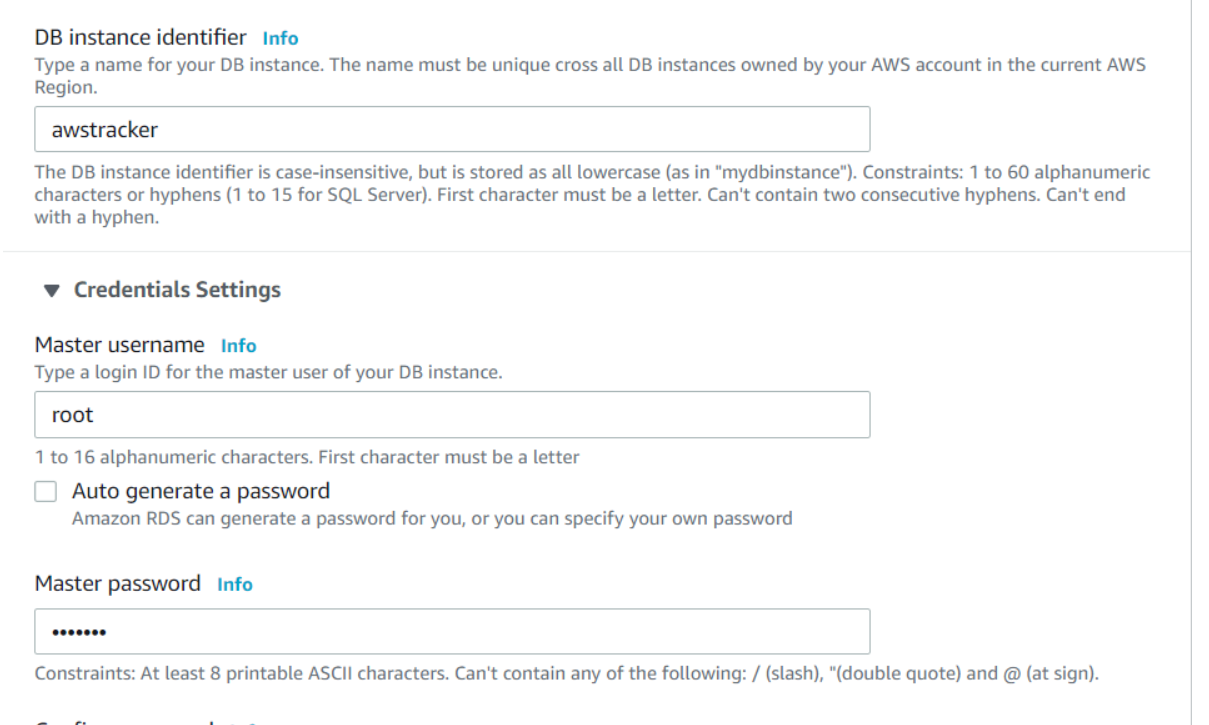 DB instance identifier Info
Type a name for your DB instance. The name must be unique cross all DB instances owned by your AWS account in the current AWS
Region.
awstracker
The DB instance identifier is case-insensitive, but is stored as all lowercase (as in "mydbinstance"). Constraints: 1 to 60 alphanumeric
characters or hyphens (1 to 15 for SQL Server). First character must be a letter. Can't contain two consecutive hyphens. Can't end
with a hyphen.
Credentials Settings
Master username Info
Type a login ID for the master user of your DB instance.
root
1 to 16 alphanumeric characters. First character must be a letter
Auto generate a password
Amazon RDS can generate a password for you, or you can specify your own password
Master password Info
•••••••
Constraints: At least 8 printable ASCII characters. Can't contain any of the following: / (slash), "(double quote) and @ (at sign).